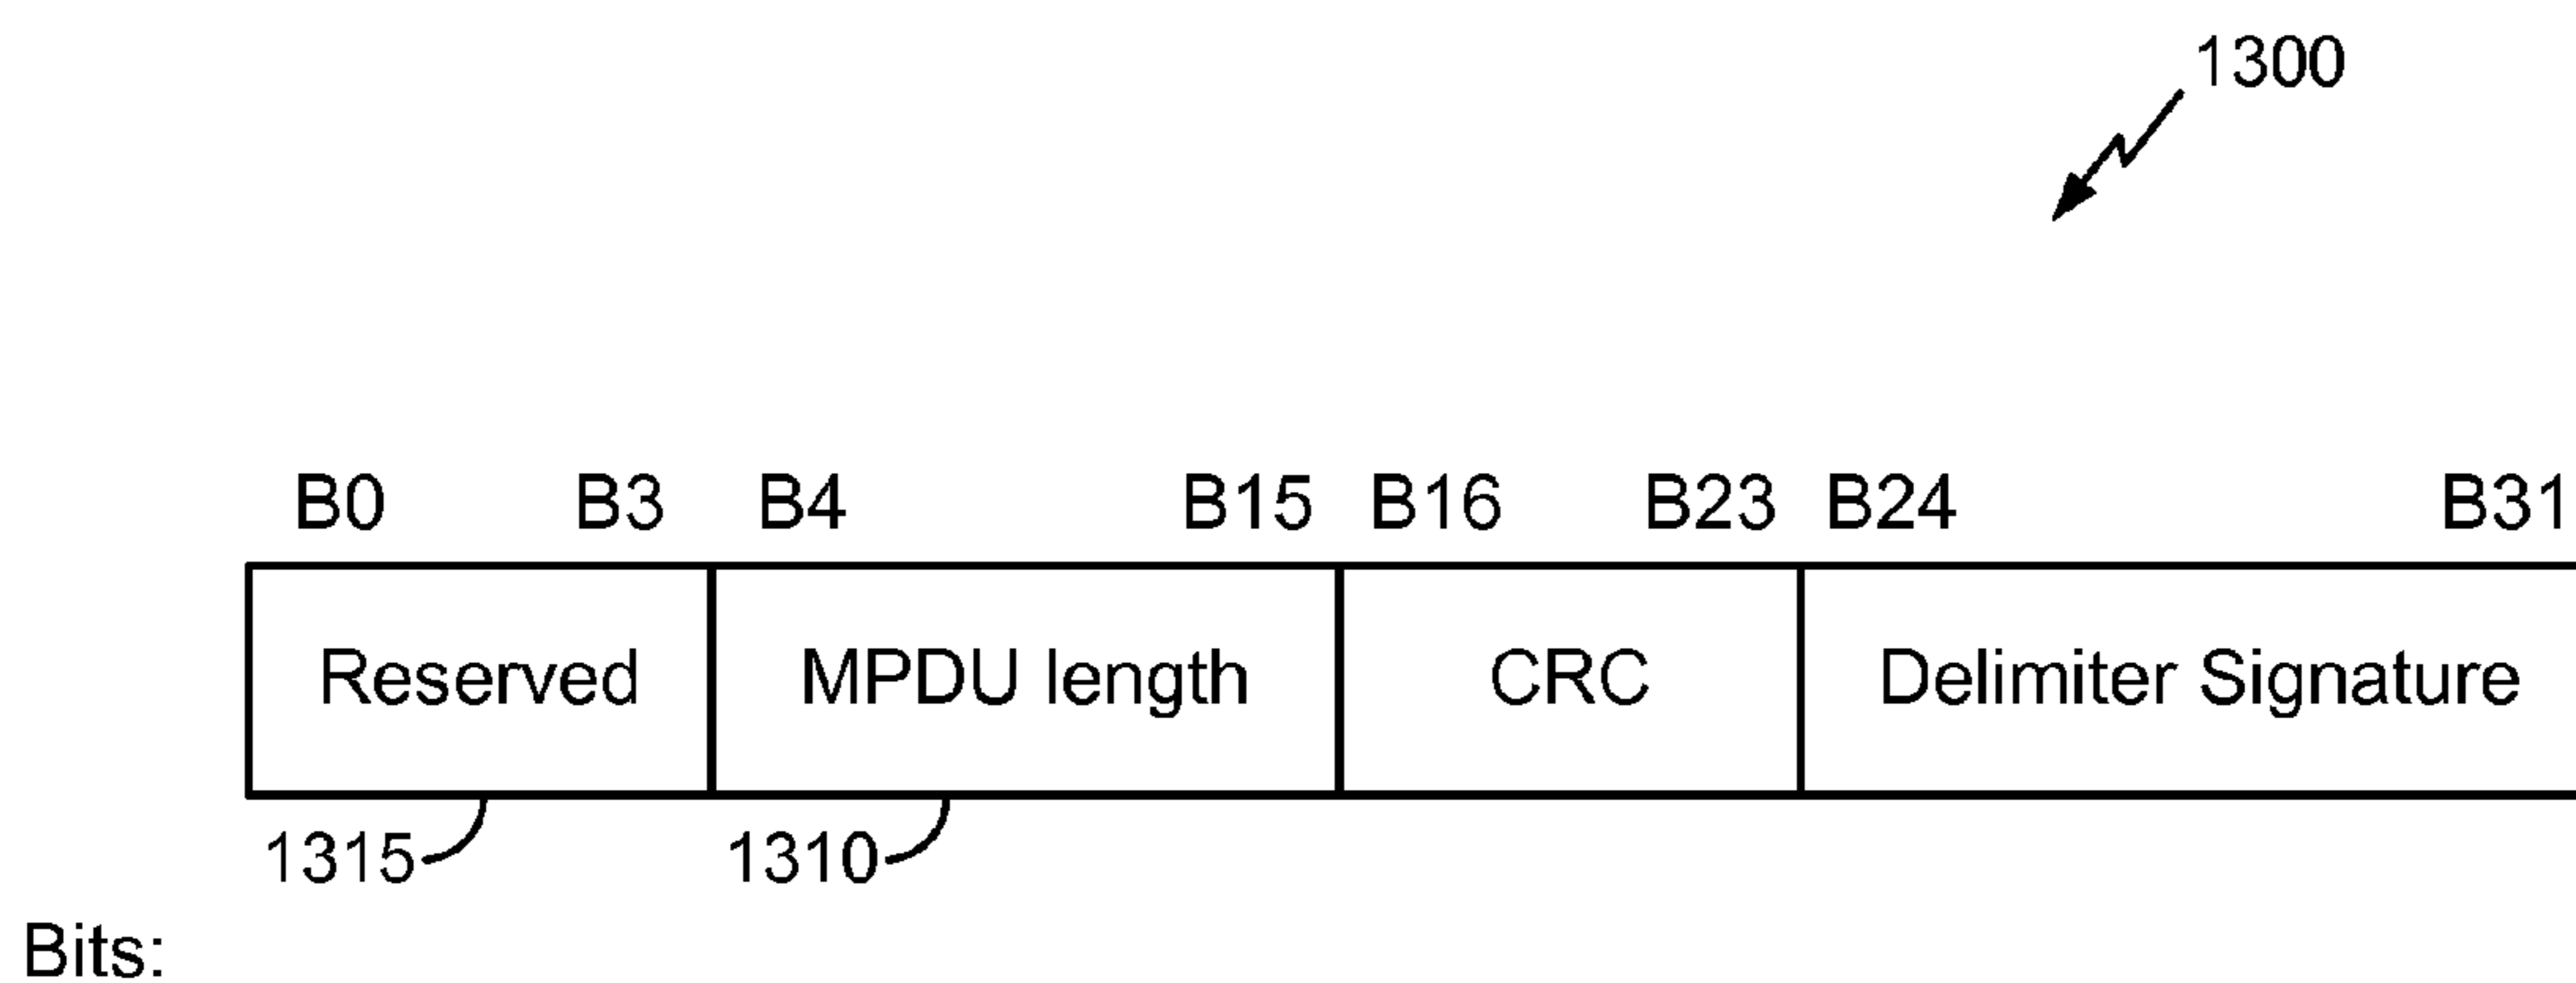 1300
B0 B3 B4 B15 B16 B23 B24 B31
Reserved MPDU length CRC Delimiter Signature
1315 1310
Bits: